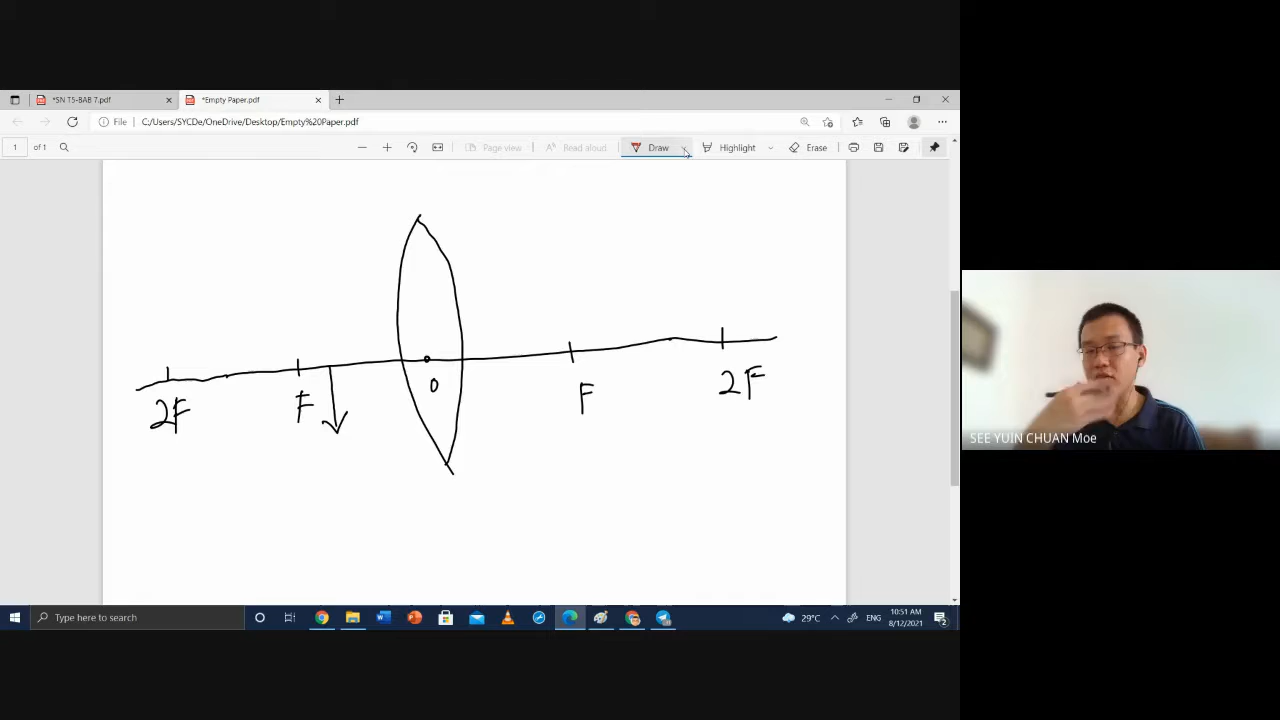 *SN T5-BAB 7.pdf
*Empty Paper.pdf
File
C:/Users/SYCDe/OneDrive/Desktop/Empty%20Paper.pdf
1 of 1
Page view
Read aloud
Draw
Highlight
Erase
2F F O F 2F
SEE YUIN CHUAN Moe
Type here to search
29°C
ENG
10:51 AM
8/12/2021
2